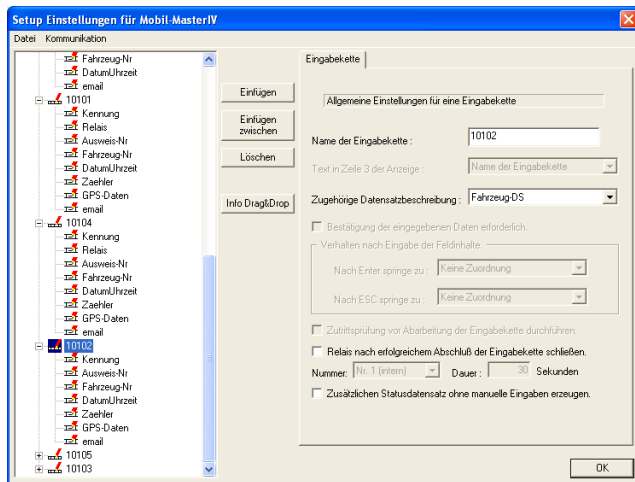 Setup Einstellungen für Mobil-MasterIV
Datei Kommunikation
Fahrzeug-Nr
DatumUhrzeit
email
10101
Kennung
Relais
Ausweis-Nr
Fahrzeug-Nr
DatumUhrzeit
Zaehler
GPS-Daten
email
10104
Kennung
Relais
Ausweis-Nr
Fahrzeug-Nr
DatumUhrzeit
Zaehler
GPS-Daten
email
10102
Kennung
Ausweis-Nr
Fahrzeug-Nr
DatumUhrzeit
Zaehler
GPS-Daten
email
10105
10103
Einfügen
Einfügen
zwischen
Löschen
Info Drag&Drop
Eingabekette
Allgemeine Einstellungen für eine Eingabekette
Name der Eingabekette : 10102
Text in Zeile 3 der Anzeige : Name der Eingabekette
Zugehörige Datensatzbeschreibung : Fahrzeug-DS
Bestätigung der eingegebenen Daten erforderlich.
Verhalten nach Eingabe der Feldinhalte.
Nach Enter springe zu : Keine Zuordnung
Nach ESC springe zu : Keine Zuordnung
Zutrittsprüfung vor Abarbeitung der Eingabekette durchführen.
Relais nach erfolgreichem Abschluß der Eingabekette schließen.
Nummer: Nr. 1 (intern) Dauer : 30 Sekunden
Zusätzlichen Statusdatensatz ohne manuelle Eingaben erzeugen.
OK